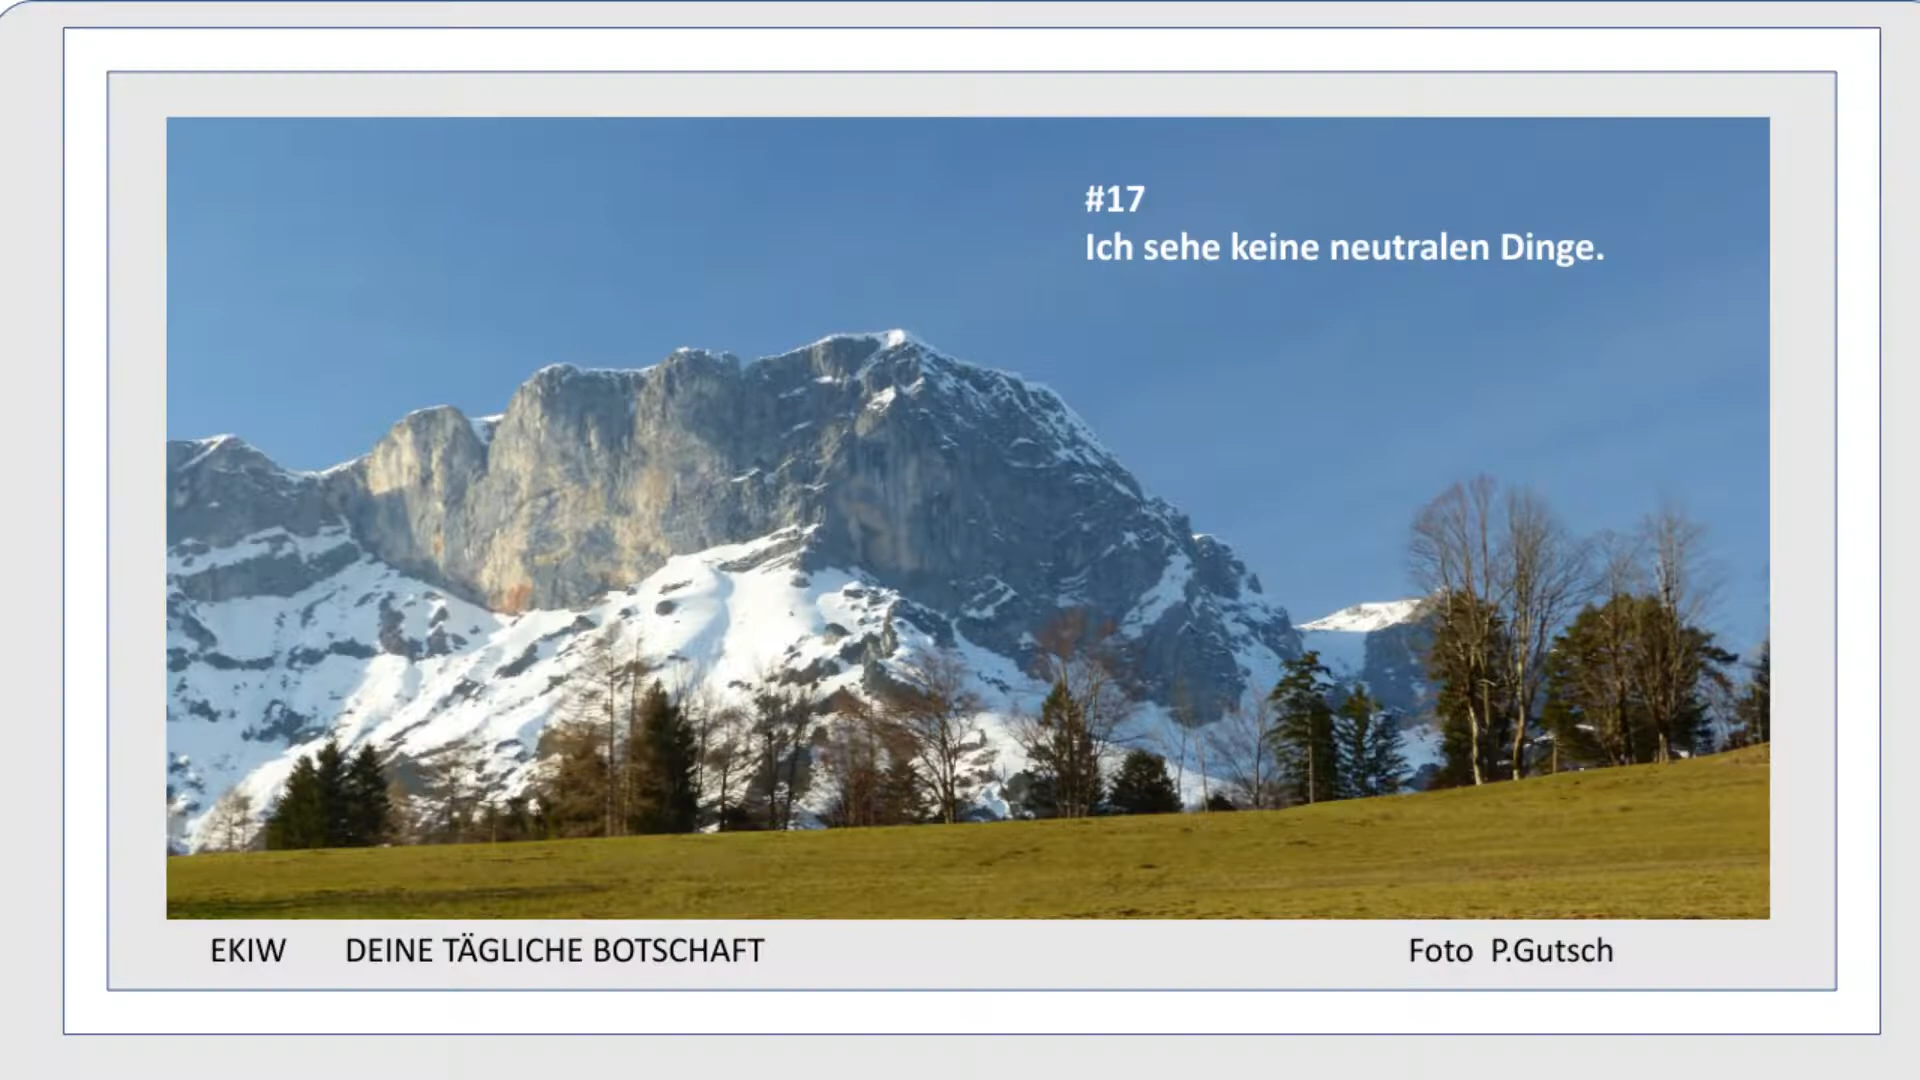 #17
Ich sehe keine neutralen Dinge.
EKIW DEINE TÄGLICHE BOTSCHAFT
Foto P.Gutsch